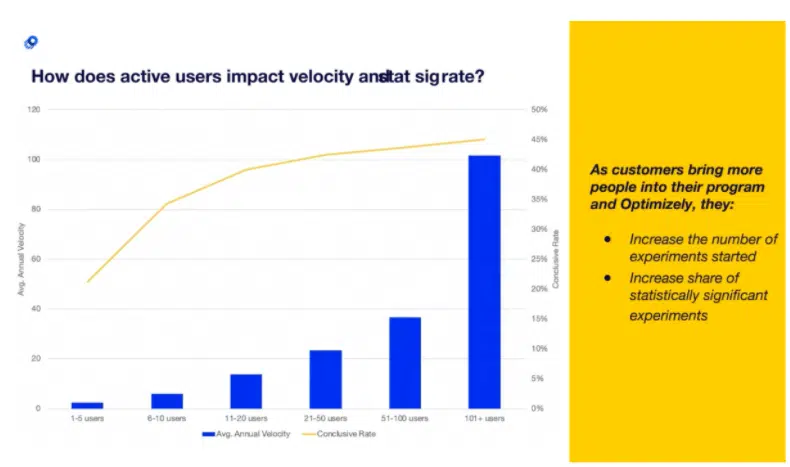 How does active users impact velocity and stat sig rate?
120
100
80
60
40
20
0
Avg. Annual Velocity
50%
45%
40%
35%
30%
25%
20%
15%
10%
5%
0%
Conclusive Rate
1-5 users
6-10 users
11-20 users
21-50 users
51-100 users
101+ users
Avg. Annual Velocity
Conclusive Rate
As customers bring more
people into their program
and Optimizely, they:
● Increase the number of
experiments started
● Increase share of
statistically significant
experiments